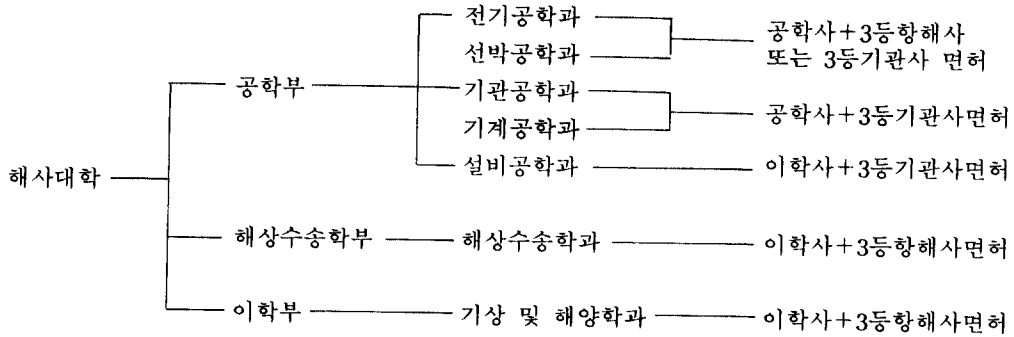 전기공학과
선박공학과
공학사+3등항해사
또는 3등기관사 면허
공학부
기관공학과
기계공학과
공학사+3등기관사면허
해사대학
설비공학과
이학사+3등기관사면허
해상수송학부
해상수송학과
이학사+3등항해사면허
이학부
기상 및 해양학과
이학사+3등항해사면허